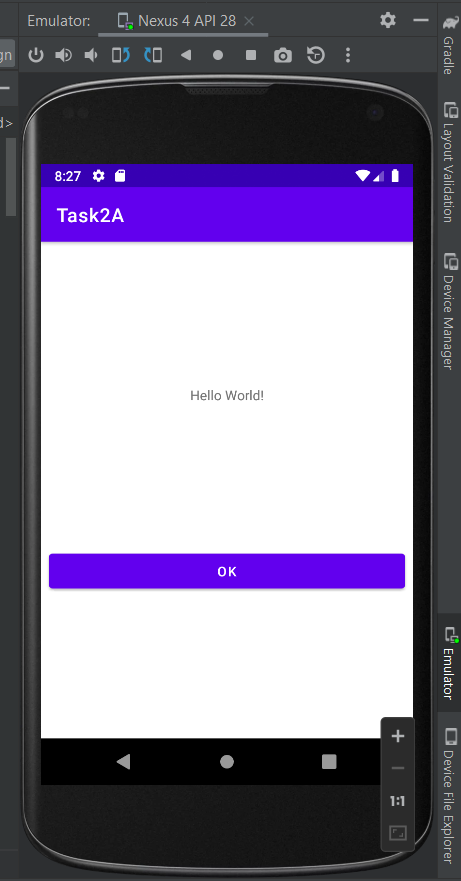 Emulator: Nexus 4 API 28
gn
d>
8:27
Task2A
Hello World!
OK
1:1
Gradle
Layout Validation
Device Manager
Emulator
Device File Explorer